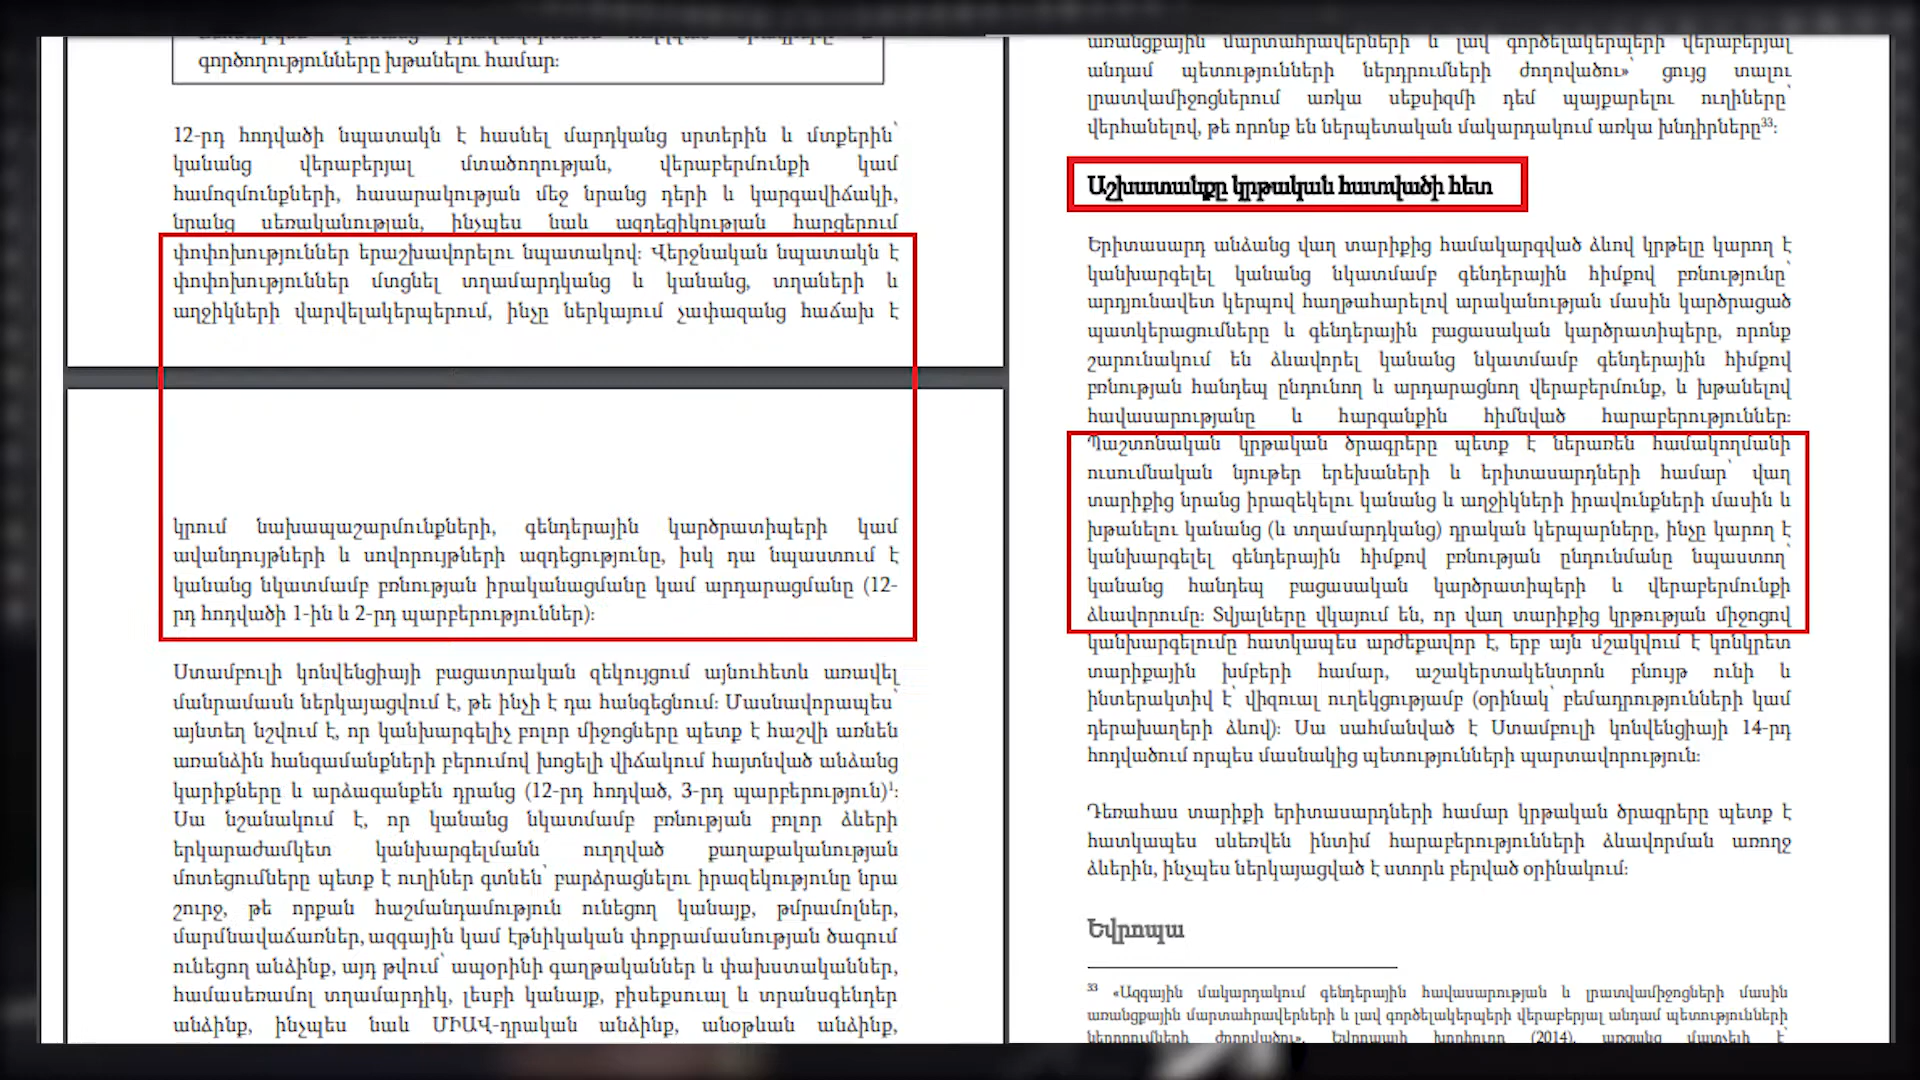 գործողությունները խթանելու համար:
12-րդ հոդվածի նպատակն է հասնել մարդկանց սրտերին և մտքերին՝
կանանց վերաբերյալ մտածողության, վերաբերմունքի կամ
համոզմունքների, հասարակության մեջ նրանց դերի և կարգավիճակի,
նրանց սեռականության, ինչպես նաև ազդեցիկության հարցերում
փոփոխություններ երաշխավորելու նպատակով: Վերջնական նպատակն է
փոփոխություններ մտցնել տղամարդկանց և կանանց, տղաների և
աղջիկների վարվելակերպերում, ինչը ներկայում չափազանց հաճախ է
կրում նախապաշարմունքների, գենդերային կարծրատիպերի կամ
ավանդույթների և սովորույթների ազդեցությունը, իսկ դա նպաստում է
կանանց նկատմամբ բռնության իրականացմանը կամ արդարացմանը (12-
րդ հոդվածի 1-ին և 2-րդ պարբերություններ):
Ստամբուլի կոնվենցիայի բացատրական զեկույցում այնուհետև առավել
մանրամասն ներկայացվում է, թե ինչի է դա հանգեցնում: Մասնավորապես՝
այնտեղ նշվում է, որ կանխարգելիչ բոլոր միջոցները պետք է հաշվի առնեն
առանձին հանգամանքների բերումով խոցելի վիճակում հայտնված անձանց
կարիքները և արձագանքեն դրանց (12-րդ հոդված, 3-րդ պարբերություն)¹:
Սա նշանակում է, որ կանանց նկատմամբ բռնության բոլոր ձևերի
երկարաժամկետ կանխարգելմանն ուղղված քաղաքականության
մոտեցումները պետք է ուղիներ գտնեն՝ բարձրացնելու իրազեկությունը նրա
շուրջ, թե որքան հաշմանդամություն ունեցող կանայք, թմրամոլներ,
մարմնավաճառներ, ազգային կամ էթնիկական փոքրամասնության ծագում
ունեցող անձինք, այդ թվում՝ ապօրինի գաղթականներ և փախստականներ,
համասեռամոլ տղամարդիկ, լեսբի կանայք, բիսեքսուալ և տրանսգենդեր
անձինք, ինչպես նաև ՄԻԱՎ-դրական անձինք, անօթևան անձինք,
առանցքային մարտահրավերների և լավ գործելակերպերի վերաբերյալ
անդամ պետությունների ներդրումների ժողովածու» ցույց տալու
լրատվամիջոցներում առկա սեքսիզմի դեմ պայքարելու ուղիները՝
վերհանելով, թե որոնք են ներպետական մակարդակում առկա խնդիրները³³:
Աշխատանքը կրթական հատվածի հետ
Երիտասարդ անձանց վաղ տարիքից համակարգված ձևով կրթելը կարող է
կանխարգելել կանանց նկատմամբ գենդերային հիմքով բռնությունը՝
արդյունավետ կերպով հաղթահարելով արականության մասին կարծրացած
պատկերացումները և գենդերային բացասական կարծրատիպերը, որոնք
շարունակում են ձևավորել կանանց նկատմամբ գենդերային հիմքով
բռնության հանդեպ ընդունող և արդարացնող վերաբերմունք, և խթանելով
հավասարությանը և հարգանքին հիմնված հարաբերություններ:
Պաշտոնական կրթական ծրագրերը պետք է ներառեն համակողմանի
ուսումնական նյութեր երեխաների և երիտասարդների համար՝ վաղ
տարիքից նրանց իրազեկելու կանանց և աղջիկների իրավունքների մասին և
խթանելու կանանց (և տղամարդկանց) դրական կերպարները, ինչը կարող է
կանխարգելել գենդերային հիմքով բռնության ընդունմանը նպաստող՝
կանանց հանդեպ բացասական կարծրատիպերի և վերաբերմունքի
ձևավորումը: Տվյալները վկայում են, որ վաղ տարիքից կրթության միջոցով
կանխարգելումը հատկապես արժեքավոր է, երբ այն մշակվում է կոնկրետ
տարիքային խմբերի համար, աշակերտակենտրոն բնույթ ունի և
ինտերակտիվ է՝ վիզուալ ուղեկցությամբ (օրինակ՝ բեմադրությունների կամ
դերախաղերի ձևով): Սա սահմանված է Ստամբուլի կոնվենցիայի 14-րդ
հոդվածում որպես մասնակից պետությունների պարտավորություն:
Դեռահաս տարիքի երիտասարդների համար կրթական ծրագրերը պետք է
հատկապես սևեռվեն ինտիմ հարաբերությունների ձևավորման առողջ
ձևերին, ինչպես ներկայացված է ստորև բերված օրինակում:
Եվրոպա
³³ «Ազգային մակարդակում գենդերային հավասարության և լրատվամիջոցների մասին
առանցքային մարտահրավերների և լավ գործելակերպերի վերաբերյալ անդամ պետությունների
ներդրումների ժողովածու», Եվրոպայի խորհուրդ (2014), առցանց մատչելի է՝